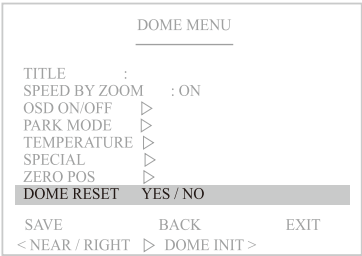 DOME MENU
TITLE :
SPEED BY ZOOM : ON
OSD ON/OFF ▷
PARK MODE ▷
TEMPERATURE ▷
SPECIAL ▷
ZERO POS ▷
DOME RESET YES / NO
SAVE BACK EXIT
< NEAR / RIGHT ▷ DOME INIT >